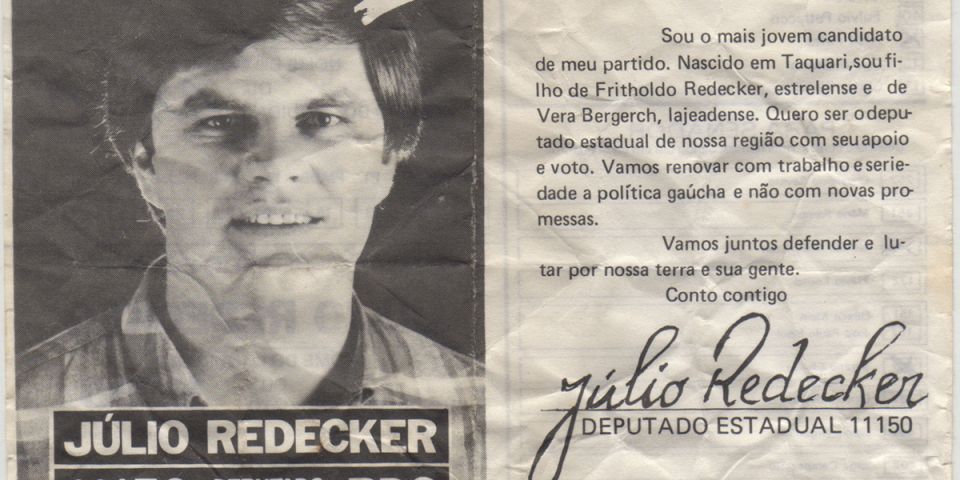 JÚLIO REDECKER
Sou o mais jovem candidato
de meu partido. Nascido em Taquari,sou fi-
lho de Fritholdo Redecker, estrelense e de
Vera Bergerch, lajeadense. Quero ser o depu-
tado estadual de nossa região com seu apoio
e voto. Vamos renovar com trabalho e serie-
dade a política gaúcha e não com novas pro-
messas.
Vamos juntos defender e lu-
tar por nossa terra e sua gente.
Conto contigo
Júlio Redecker
DEPUTADO ESTADUAL 11150